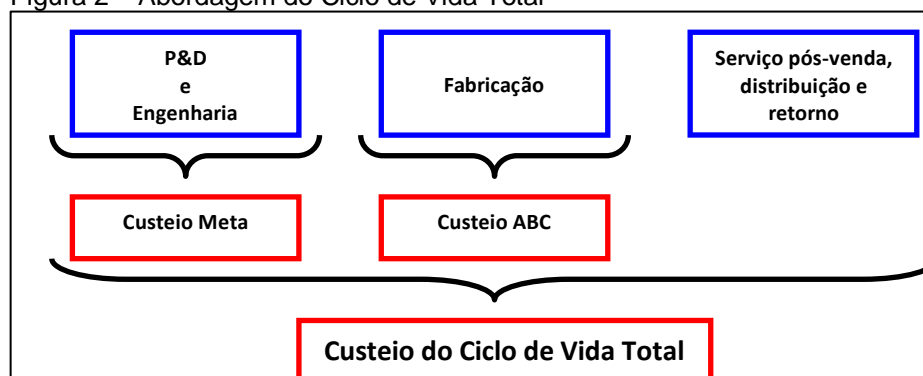 Figura 2 – Abordagem do Ciclo de Vida Total
P&D
e
Engenharia
Fabricação
Serviço pós-venda,
distribuição e
retorno
Custeio Meta
Custeio ABC
Custeio do Ciclo de Vida Total